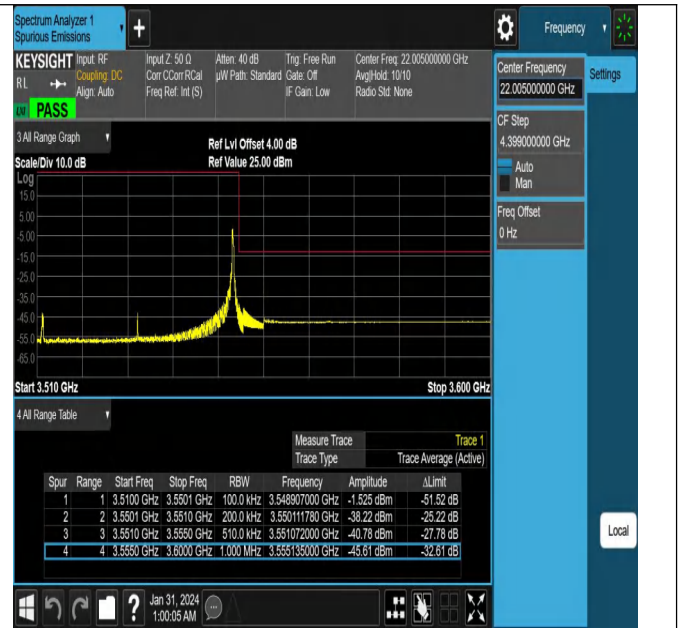 Spectrum Analyzer 1
Spurious Emissions
+
Frequency
KEYSIGHT
RL
Input: RF
Coupling: DC
Align: Auto
Input Z: 50 Ω
Corr CCorr RCal
Freq Ref: Int (S)
Atten: 40 dB
µW Path: Standard
Trig: Free Run
Gate: Off
IF Gain: Low
Center Freq: 22.005000000 GHz
Avg|Hold: 10/10
Radio Std: None
PASS
Center Frequency
22.005000000 GHz
Settings
CF Step
4.399000000 GHz
Auto
Man
Freq Offset
0 Hz
3 All Range Graph
Scale/Div 10.0 dB
Ref Lvl Offset 4.00 dB
Ref Value 25.00 dBm
Log
15.0
5.00
-5.00
-15.0
-25.0
-35.0
-45.0
-55.0
-65.0
Start 3.510 GHz
Stop 3.600 GHz
4 All Range Table
Measure Trace Trace 1
Trace Type Trace Average (Active)
Spur Range Start Freq Stop Freq RBW Frequency Amplitude ΔLimit
1 1 3.5100 GHz 3.5501 GHz 100.0 kHz 3.548907000 GHz -1.525 dBm -51.52 dB
2 2 3.5501 GHz 3.5510 GHz 200.0 kHz 3.550111780 GHz -38.22 dBm -25.22 dB
3 3 3.5510 GHz 3.5550 GHz 510.0 kHz 3.551072000 GHz -40.78 dBm -27.78 dB
4 4 3.5550 GHz 3.6000 GHz 1.000 MHz 3.555135000 GHz -45.61 dBm -32.61 dB
Local
?
Jan 31, 2024
1:00:05 AM